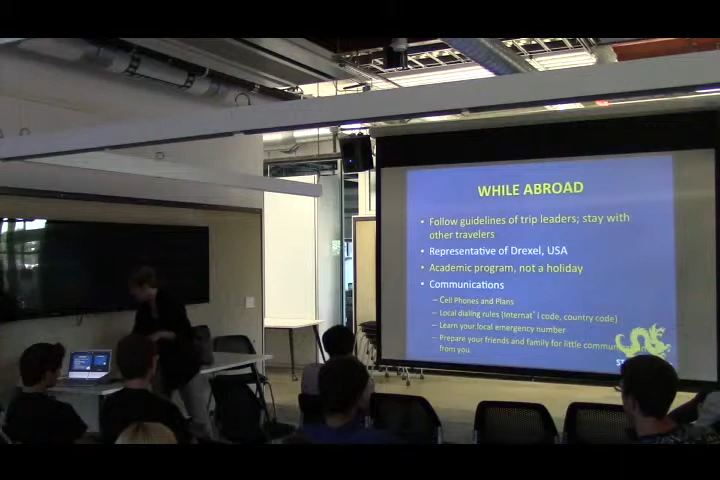 WHILE ABROAD
• Follow guidelines of trip leaders; stay with
other travelers
• Representative of Drexel, USA
• Academic program, not a holiday
• Communications
– Cell Phones and Plans
– Local dialing rules (Internat'l code, country code)
– Learn your local emergency number
– Prepare your friends and family for little
from you